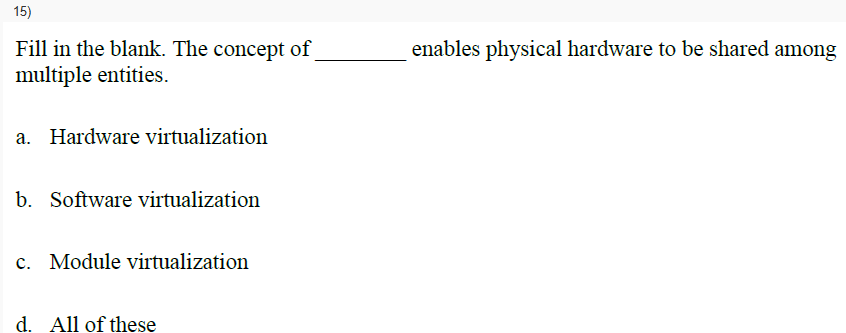 15)
Fill in the blank. The concept of ________ enables physical hardware to be shared among
multiple entities.
a. Hardware virtualization
b. Software virtualization
c. Module virtualization
d. All of these